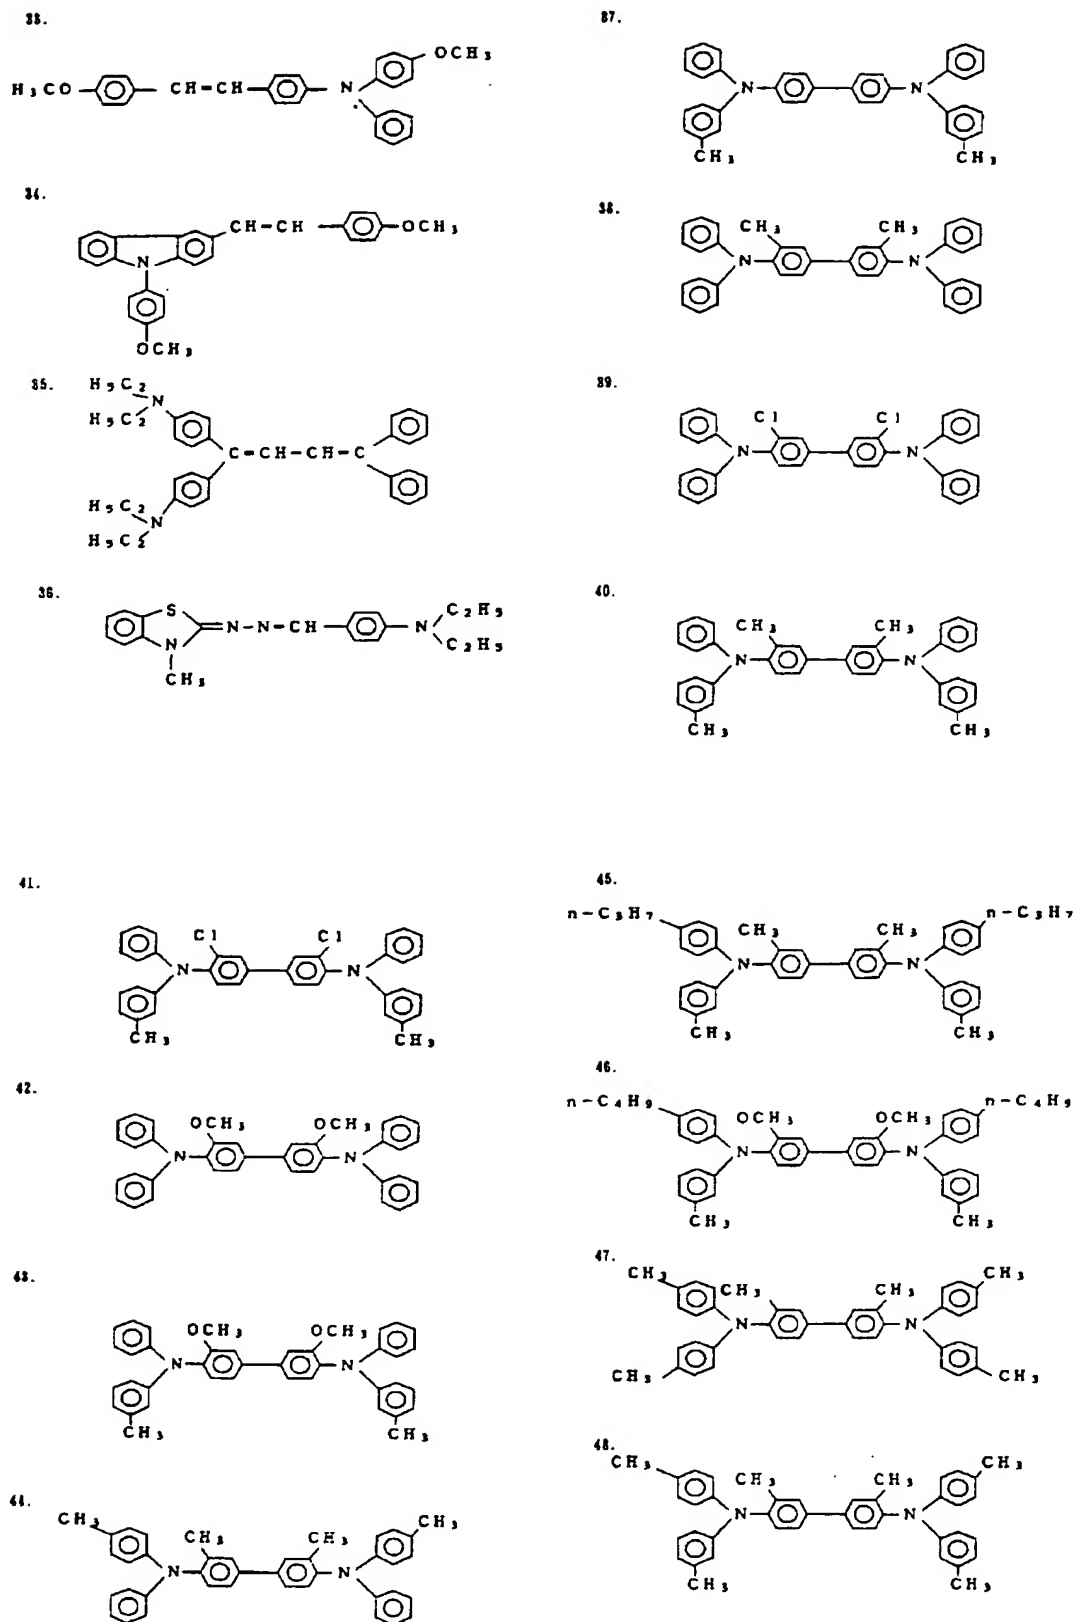 33.
H₃CO CH=CH N OCH₃
34.
CH-CH OCH₃
N
OCH₃
35.
H₅C₂
N
H₅C₂
C=CH-CH-C
H₅C₂
N
H₅C₂
36.
S
=N-N-CH N C₂H₅
C₂H₅
N
CH₃
37.
N N
CH₃ CH₃
38.
CH₃ CH₃
N N
39.
Cl Cl
N N
40.
CH₃ CH₃
N N
CH₃ CH₃
41.
Cl Cl
N N
CH₃ CH₃
42.
OCH₃ OCH₃
N N
43.
OCH₃ OCH₃
N N
CH₃ CH₃
44.
CH₃ CH₃
CH₃ CH₃
N N
45.
n-C₃H₇ n-C₃H₇
CH₃ CH₃
N N
CH₃ CH₃
46.
n-C₄H₉ n-C₄H₉
OCH₃ OCH₃
N N
CH₃ CH₃
47.
CH₃ CH₃
CH₃ CH₃
N N
CH₃ CH₃
48.
CH₃ CH₃
CH₃ CH₃
N N
CH₃ CH₃